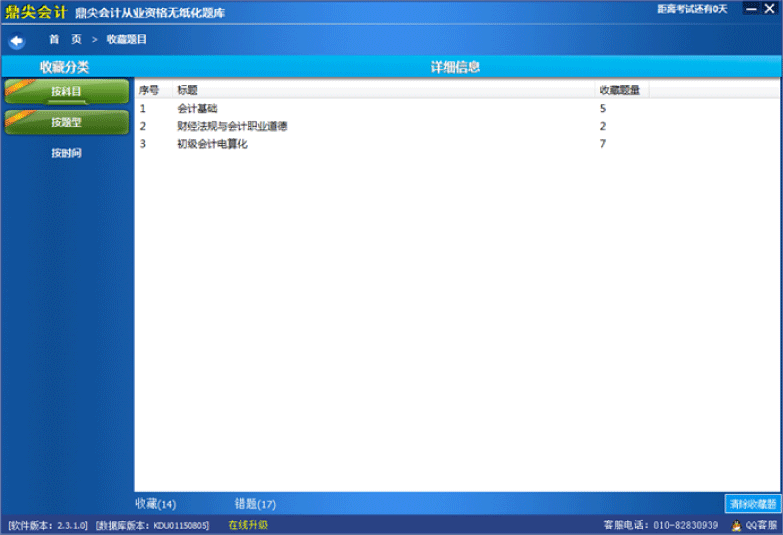 鼎尖会计 鼎尖会计从业资格无纸化题库 距离考试还有0天
首 页 > 收藏题目
收藏分类 详细信息
按科目
按题型
按时间
序号 标题 收藏题量
1 会计基础 5
2 财经法规与会计职业道德 2
3 初级会计电算化 7
收藏(14) 错题(17) 清除收藏题
[软件版本: 2.3.1.0] [数据库版本: KDU01150805] 在线升级 客服电话: 010-82830939 QQ客服